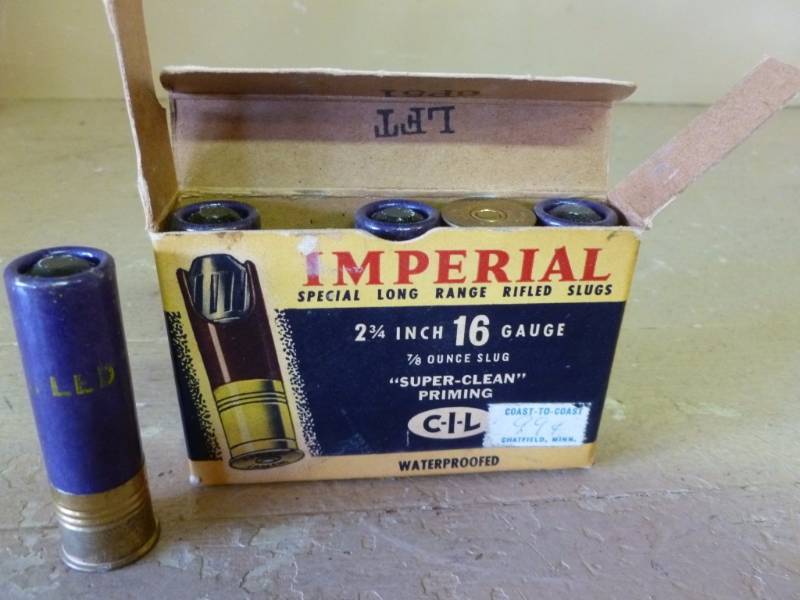 LFT
IMPERIAL
SPECIAL LONG RANGE RIFLED SLUGS
2¾ INCH 16 GAUGE
⅞ OUNCE SLUG
"SUPER-CLEAN"
PRIMING
C-I-L
COAST-TO-COAST
CHATFIELD, MINN.
WATERPROOFED